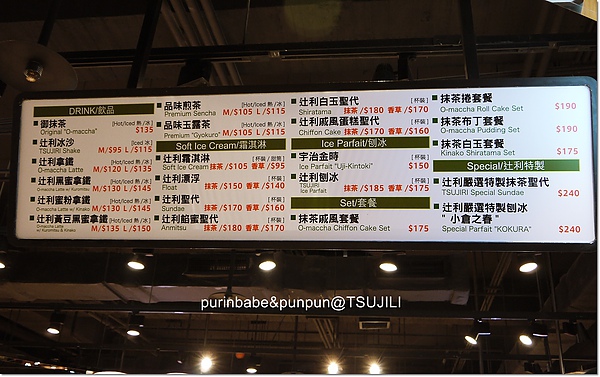 DRINK/飲品
御抹茶 [Hot/Iced 熱/冰]
Original "O-maccha" $135
辻利冰沙 [Iced 冰]
TSUJIRI Shake M/$95 L/$115
辻利拿鐵 [Hot/Iced 熱/冰]
O-maccha Latte M/$120 L/$135
辻利黑蜜拿鐵 [Hot/Iced 熱/冰]
O-maccha Latte w/ Kuromitsu M/$130 L/$145
辻利蜜粉拿鐵 [Hot/Iced 熱/冰]
O-maccha Latte w/ Kinako M/$130 L/$145
辻利黃豆黑蜜拿鐵 [Hot/Iced 熱/冰]
O-maccha Latte
w/ Kuromitsu & Kinako M/$135 L/$150
品味煎茶 [Hot/Iced 熱/冰]
Premium Sencha M/$105 L/$115
品味玉露茶 [Hot/Iced 熱/冰]
Premium "Gyokuro" M/$105 L/$115
Soft Ice Cream/霜淇淋
辻利霜淇淋 [杯裝/甜筒]
Soft Ice Cream 抹茶/$105 香草/$95
辻利漂浮 [杯裝]
Float 抹茶/$150 香草/$145
辻利聖代 [杯裝]
Sundae 抹茶/$170 香草/$160
辻利餡蜜聖代 [杯裝]
Anmitsu 抹茶/$180 香草/$170
辻利白玉聖代 [杯裝]
Shiratama 抹茶/$180 香草/$170
辻利戚風蛋糕聖代 [杯裝]
Chiffon Cake 抹茶/$170 香草/$160
Ice Parfait/刨冰
宇治金時 [杯裝]
Ice Parfait "Uji-Kintoki" $150
辻利刨冰 [杯裝]
TSUJIRI
Ice Parfait 抹茶/$185 香草/$175
Set/套餐
抹茶戚風套餐
O-maccha Chiffon Cake Set $175
抹茶捲套餐
O-maccha Roll Cake Set $190
抹茶布丁套餐
O-maccha Pudding Set $190
抹茶白玉套餐
Kinako Shiratama Set $175
Special/辻利特製
辻利嚴選特製抹茶聖代
TSUJIRI Special Sundae $240
辻利嚴選特製刨冰
"小倉之春"
Special Parfait "KOKURA" $240
purinbabe&punpun@TSUJILI